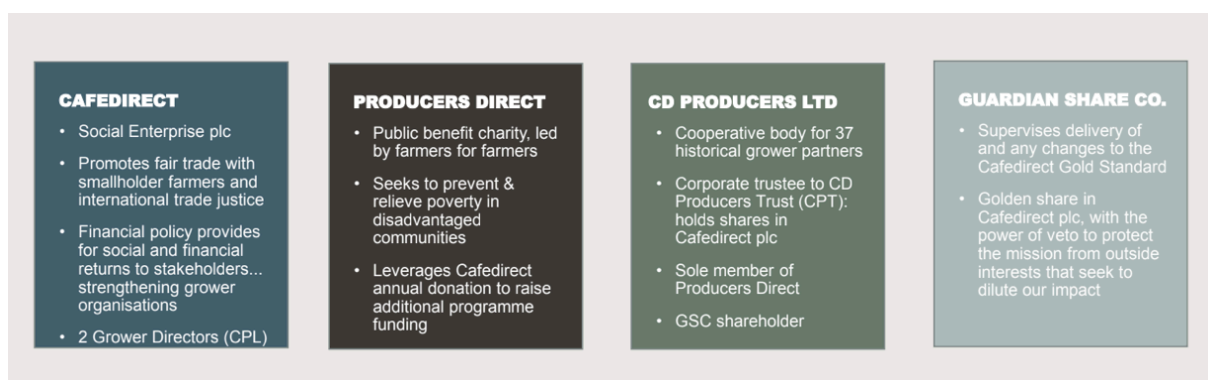 CAFEDIRECT
• Social Enterprise plc
• Promotes fair trade with
smallholder farmers and
international trade justice
• Financial policy provides
for social and financial
returns to stakeholders...
strengthening grower
organisations
• 2 Grower Directors (CPL)
PRODUCERS DIRECT
• Public benefit charity, led
by farmers for farmers
• Seeks to prevent &
relieve poverty in
disadvantaged
communities
• Leverages Cafedirect
annual donation to raise
additional programme
funding
CD PRODUCERS LTD
• Cooperative body for 37
historical grower partners
• Corporate trustee to CD
Producers Trust (CPT):
holds shares in
Cafedirect plc
• Sole member of
Producers Direct
• GSC shareholder
GUARDIAN SHARE CO.
• Supervises delivery of
and any changes to the
Cafedirect Gold Standard
• Golden share in
Cafedirect plc, with the
power of veto to protect
the mission from outside
interests that seek to
dilute our impact